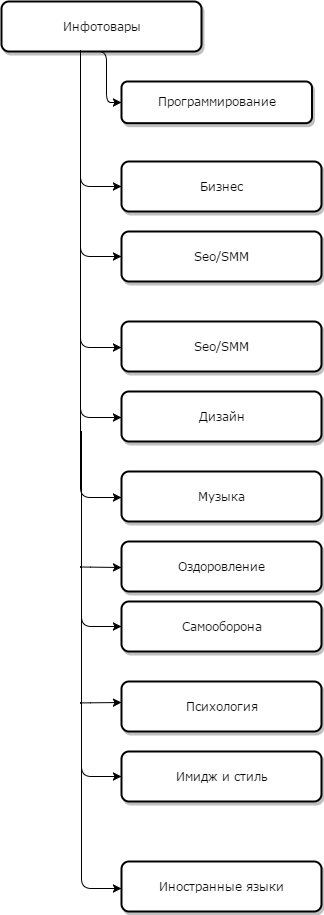 Инфотовары
Программирование
Бизнес
Seo/SMM
Seo/SMM
Дизайн
Музыка
Оздоровление
Самооборона
Психология
Имидж и стиль
Иностранные языки